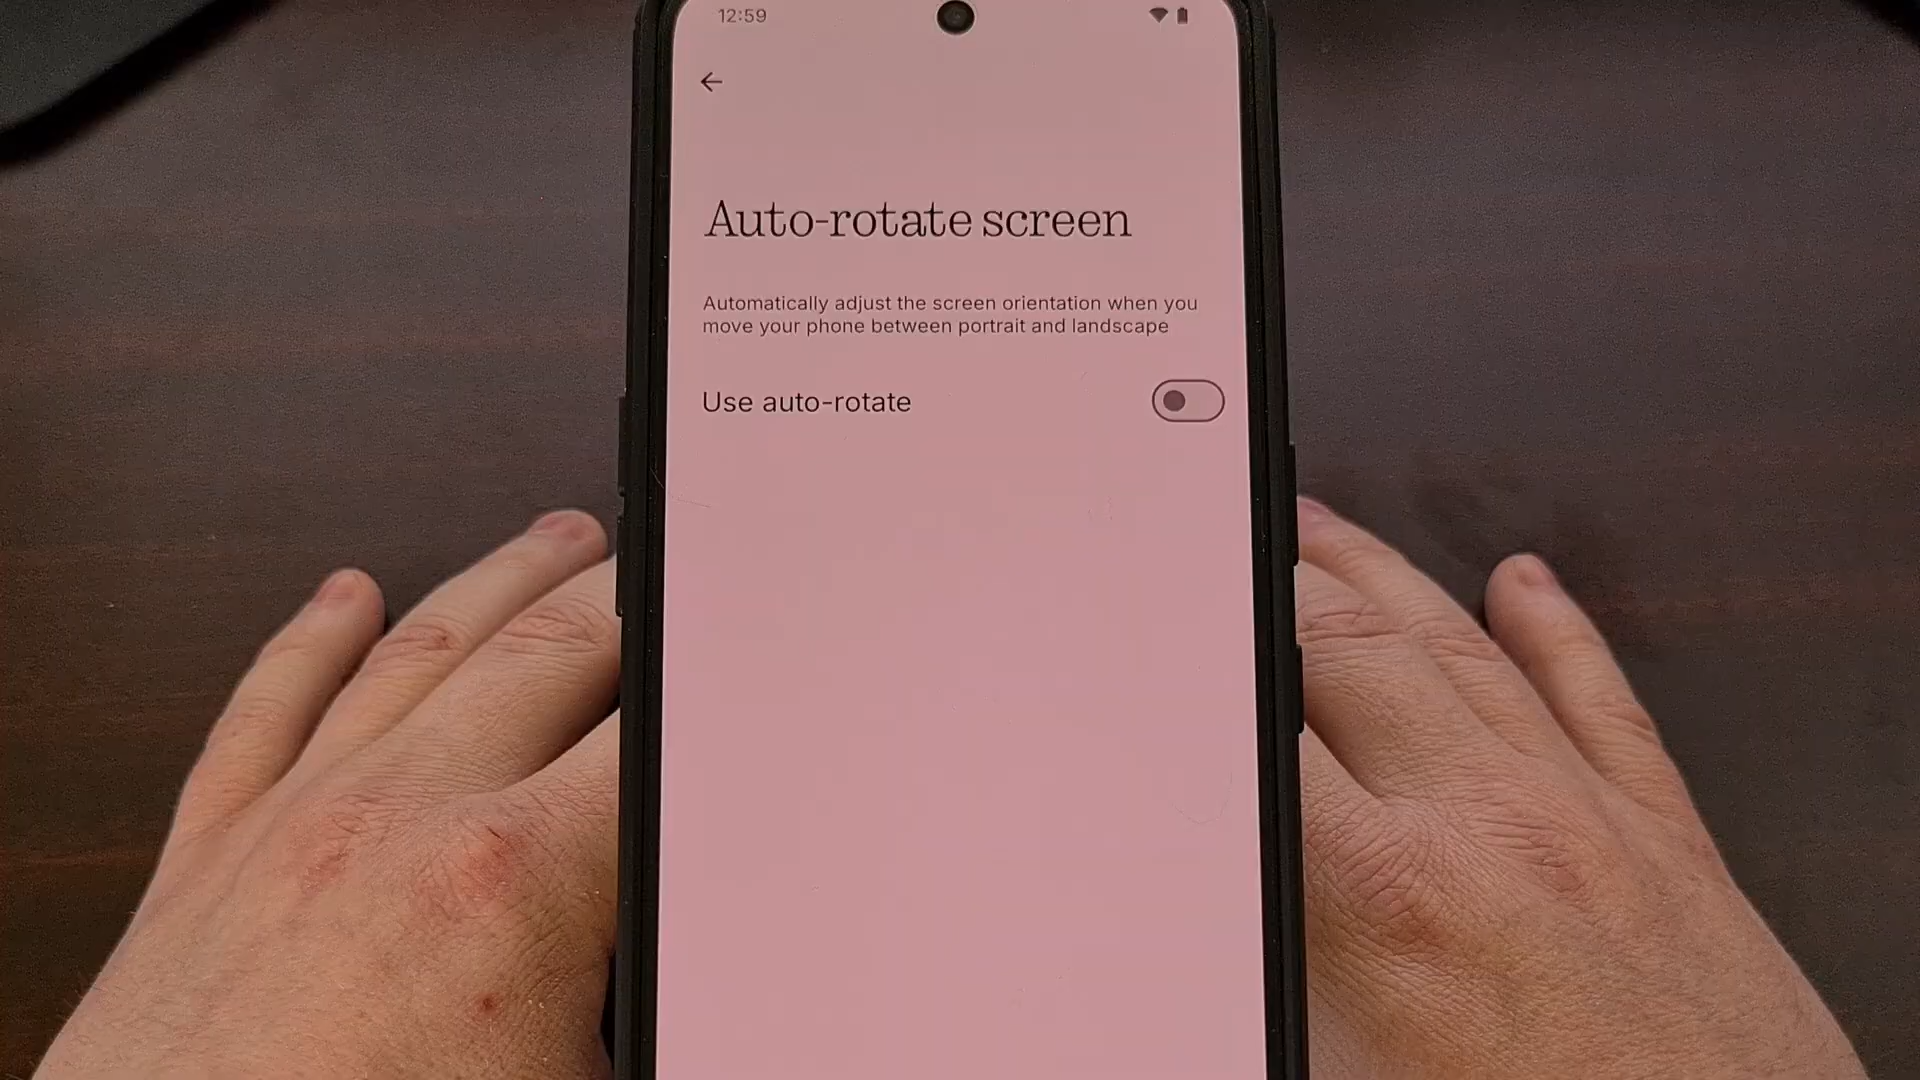 12:59
Auto-rotate screen
Automatically adjust the screen orientation when you
move your phone between portrait and landscape
Use auto-rotate